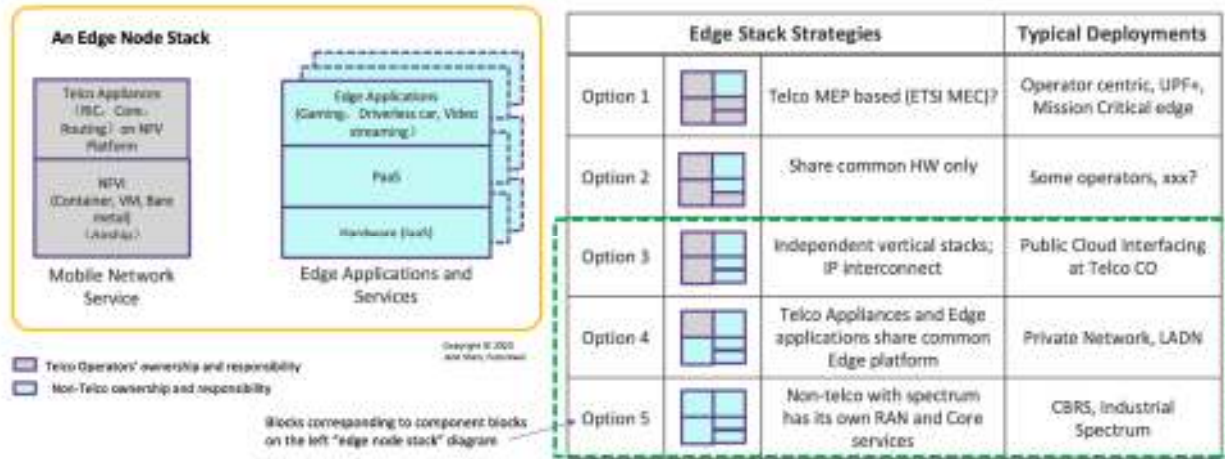 An Edge Node Stack
Telco Appliances
(RIC, Core,
Routing) on NFV
Platform
NFVI
(Container, VM, Bare
metal)
(Airship)
Mobile Network
Service
Edge Applications
(Gaming, Driverless car, Video
streaming)
PaaS
Hardware (IaaS)
Edge Applications and
Services
Copyright ©
Telco Operators' ownership and responsibility
Non-Telco ownership and responsibility
Blocks corresponding to component blocks
on the left "edge node stack" diagram
Edge Stack Strategies
Typical Deployments
Option 1
Telco MEP based (ETSI MEC)?
Operator centric, UPF+,
Mission Critical edge
Option 2
Share common HW only
Some operators, xxx?
Option 3
Independent vertical stacks;
IP interconnect
Public Cloud Interfacing
at Telco CO
Option 4
Telco Appliances and Edge
applications share common
Edge platform
Private Network, LADN
Option 5
Non-telco with spectrum
has its own RAN and Core
services
CBRS, Industrial
Spectrum